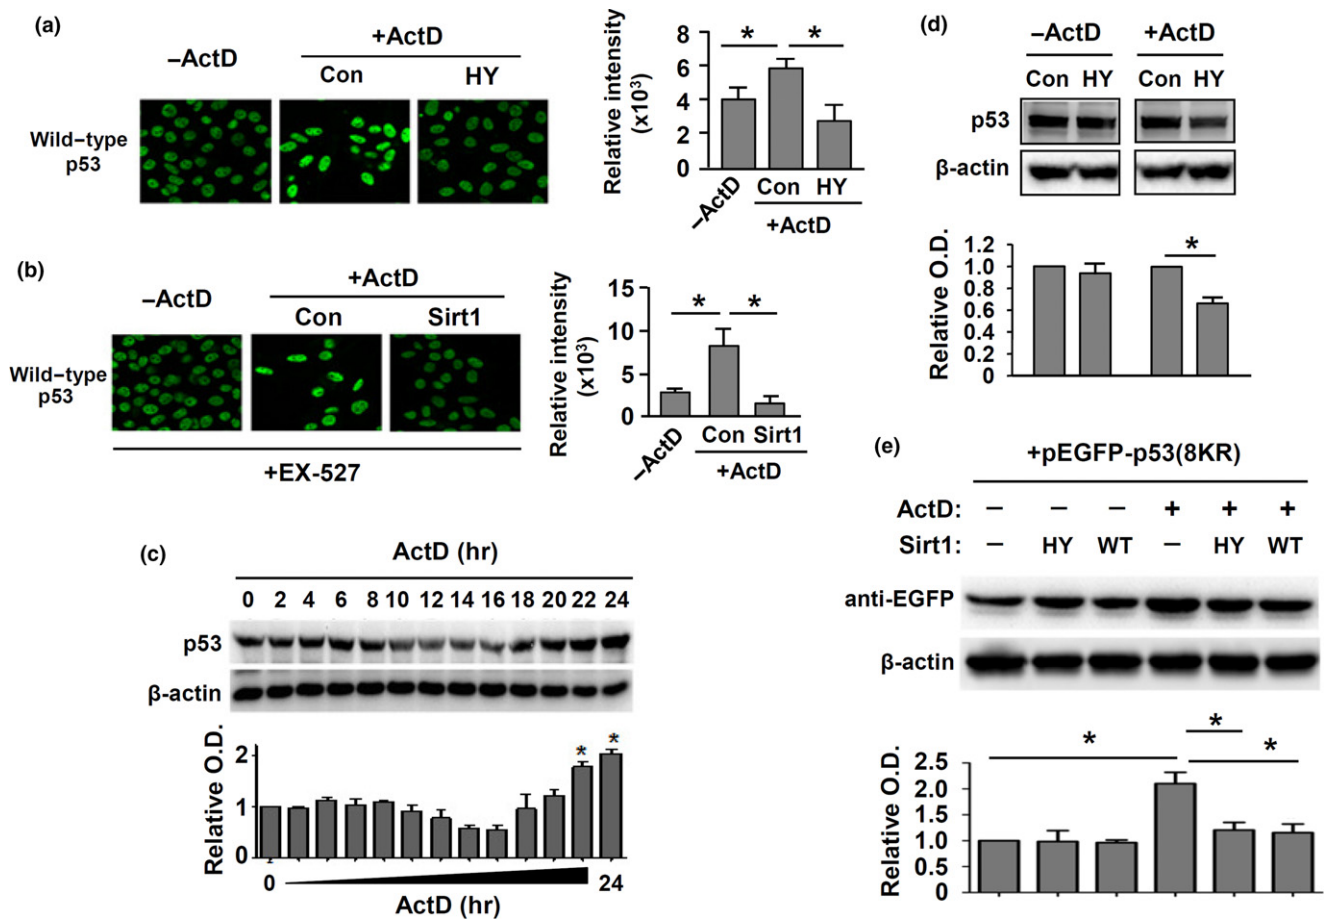 (a)
–ActD
+ActD
Con HY
Wild–type
p53
Relative intensity
(x10³)
8
6
4
2
0
* *
–ActD Con HY
+ActD
(b)
–ActD
+ActD
Con Sirt1
Wild–type
p53
+EX-527
Relative intensity
(x10³)
15
10
5
0
* *
–ActD Con Sirt1
+ActD
(c)
ActD (hr)
0 2 4 6 8 10 12 14 16 18 20 22 24
p53
β-actin
Relative O.D.
2
1
0
* *
0 24
ActD (hr)
(d)
–ActD +ActD
Con HY Con HY
p53
β-actin
Relative O.D.
1.2
1.0
0.8
0.6
0.4
0.2
0
*
(e)
+pEGFP-p53(8KR)
ActD: – – – + + +
Sirt1: – HY WT – HY WT
anti-EGFP
β-actin
Relative O.D.
2.5
2.0
1.5
1.0
0.5
0
* * *